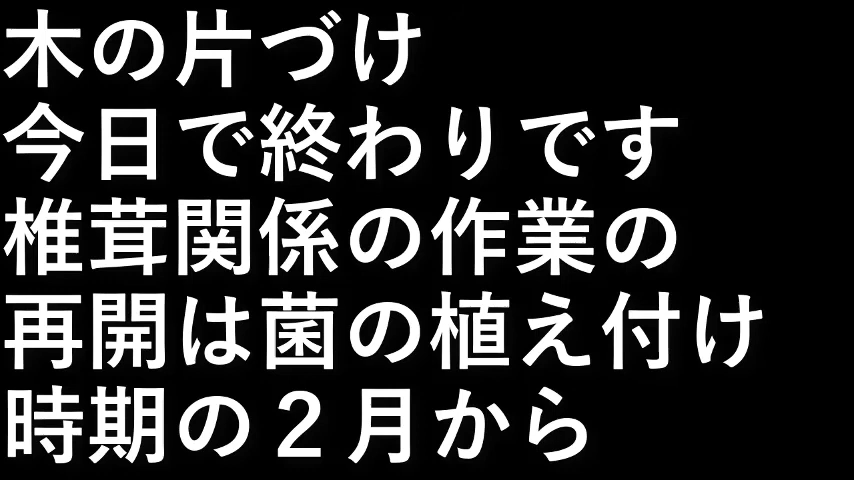 木の片づけ
今日で終わりです
椎茸関係の作業の
再開は菌の植え付け
時期の２月から